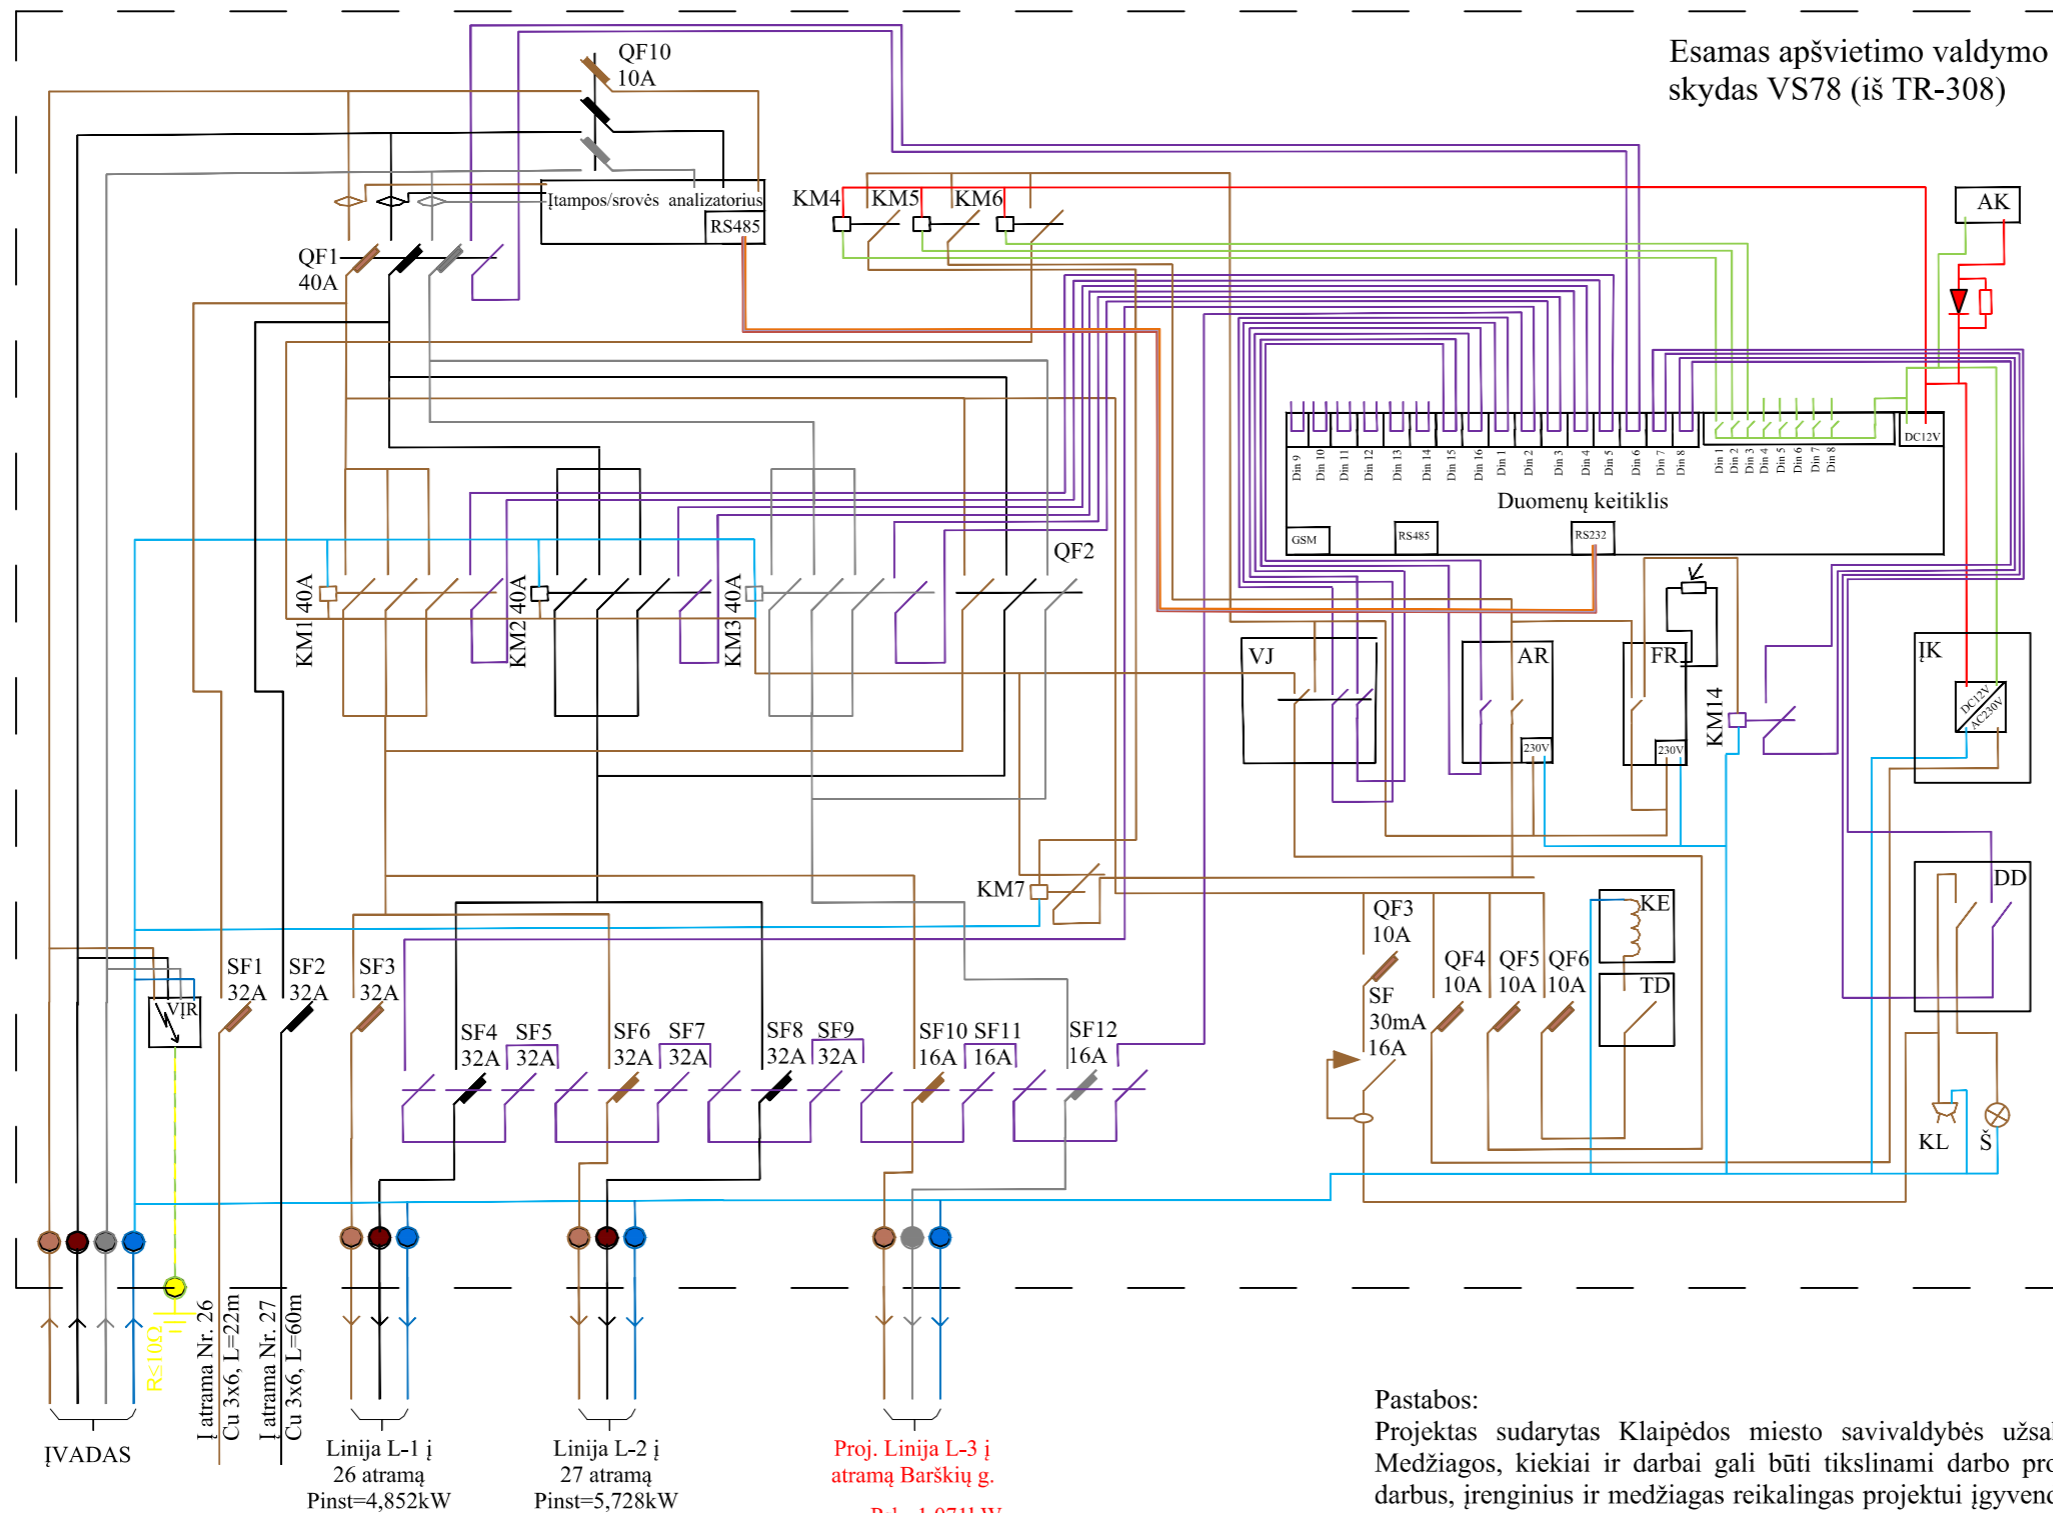 Esamas apšvietimo valdymo
skydas VS78 (iš TR-308)
QF10
10A
Įtampos/srovės analizatorius
RS485
QF1
40A
KM4
KM5
KM6
AK
DC12V
Din 9
Din 10
Din 11
Din 12
Din 13
Din 14
Din 15
Din 16
Din 1
Din 2
Din 3
Din 4
Din 5
Din 6
Din 7
Din 8
Din 1
Din 2
Din 3
Din 4
Din 5
Din 6
Din 7
Din 8
Duomenų keitiklis
GSM
RS485
RS232
KM1 40A
KM2 40A
KM3 40A
QF2
VJ
AR
230V
FR
230V
KM14
ĮK
DC12V
AC230V
KM7
DD
KE
TD
QF3
10A
SF
30mA
16A
QF4
10A
QF5
10A
QF6
10A
KL
Š
VĮR
SF1
32A
SF2
32A
SF3
32A
SF4
32A
SF5
32A
SF6
32A
SF7
32A
SF8
32A
SF9
32A
SF10
16A
SF11
16A
SF12
16A
R≤10Ω
Į atrama Nr. 26
Cu 3x6, L=22m
Į atrama Nr. 27
Cu 3x6, L=60m
ĮVADAS
Linija L-1 į
26 atramą
Pinst=4,852kW
Linija L-2 į
27 atramą
Pinst=5,728kW
Proj. Linija L-3 į
atramą Barškių g.
Pastabos:
Projektas sudarytas Klaipėdos miesto savivaldybės užsal
Medžiagos, kiekiai ir darbai gali būti tikslinami darbo pro
darbus, įrenginius ir medžiagas reikalingas projektui įgyvend